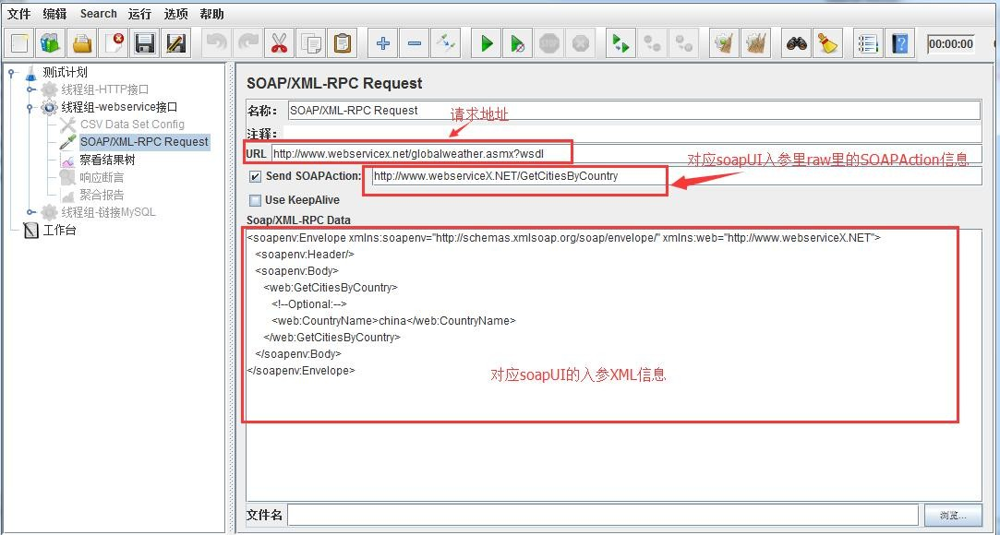 文件 编辑 Search 运行 选项 帮助
00:00:00
测试计划
线程组-HTTP接口
线程组-webservice接口
CSV Data Set Config
SOAP/XML-RPC Request
察看结果树
响应断言
聚合报告
线程组-链接MySQL
工作台
SOAP/XML-RPC Request
名称： SOAP/XML-RPC Request
请求地址
注释：
URL http://www.webservicex.net/globalweather.asmx?wsdl
对应soapUI入参里raw里的SOAPAction信息
Send SOAPAction: http://www.webserviceX.NET/GetCitiesByCountry
Use KeepAlive
Soap/XML-RPC Data
<soapenv:Envelope xmlns:soapenv="http://schemas.xmlsoap.org/soap/envelope/" xmlns:web="http://www.webserviceX.NET">
<soapenv:Header/>
<soapenv:Body>
<web:GetCitiesByCountry>
<!--Optional:-->
<web:CountryName>china</web:CountryName>
</web:GetCitiesByCountry>
</soapenv:Body>
</soapenv:Envelope>
对应soapUI的入参XML信息
文件名
浏览...